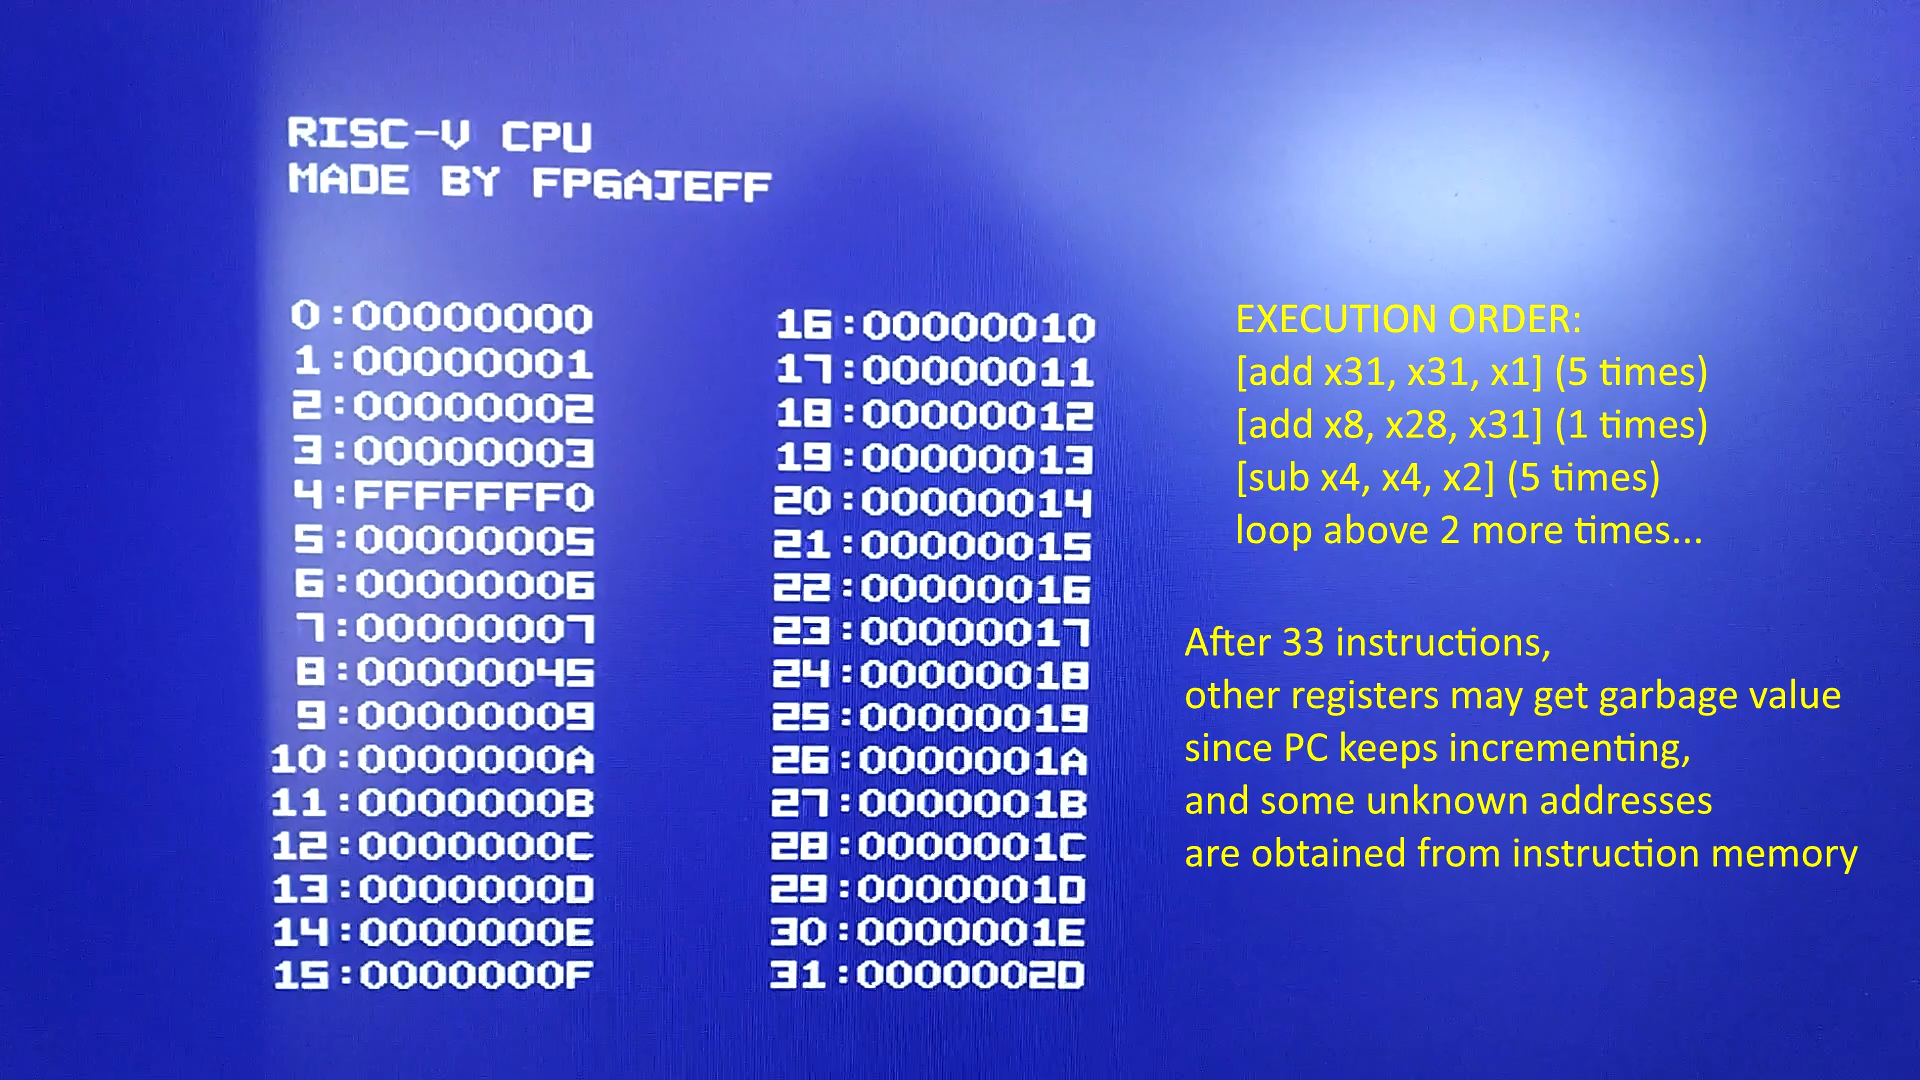 RISC-V CPU
MADE BY FPGAJEFF
0:00000000
1:00000001
2:00000002
3:00000003
4:FFFFFFF0
5:00000005
6:00000006
7:00000007
8:00000045
9:00000009
10:0000000A
11:0000000B
12:0000000C
13:0000000D
14:0000000E
15:0000000F
16:00000010
17:00000011
18:00000012
19:00000013
20:00000014
21:00000015
22:00000016
23:00000017
24:00000018
25:00000019
26:0000001A
27:0000001B
28:0000001C
29:0000001D
30:0000001E
31:0000002D
EXECUTION ORDER:
[add x31, x31, x1] (5 times)
[add x8, x28, x31] (1 times)
[sub x4, x4, x2] (5 times)
loop above 2 more times...
After 33 instructions,
other registers may get garbage value
since PC keeps incrementing,
and some unknown addresses
are obtained from instruction memory